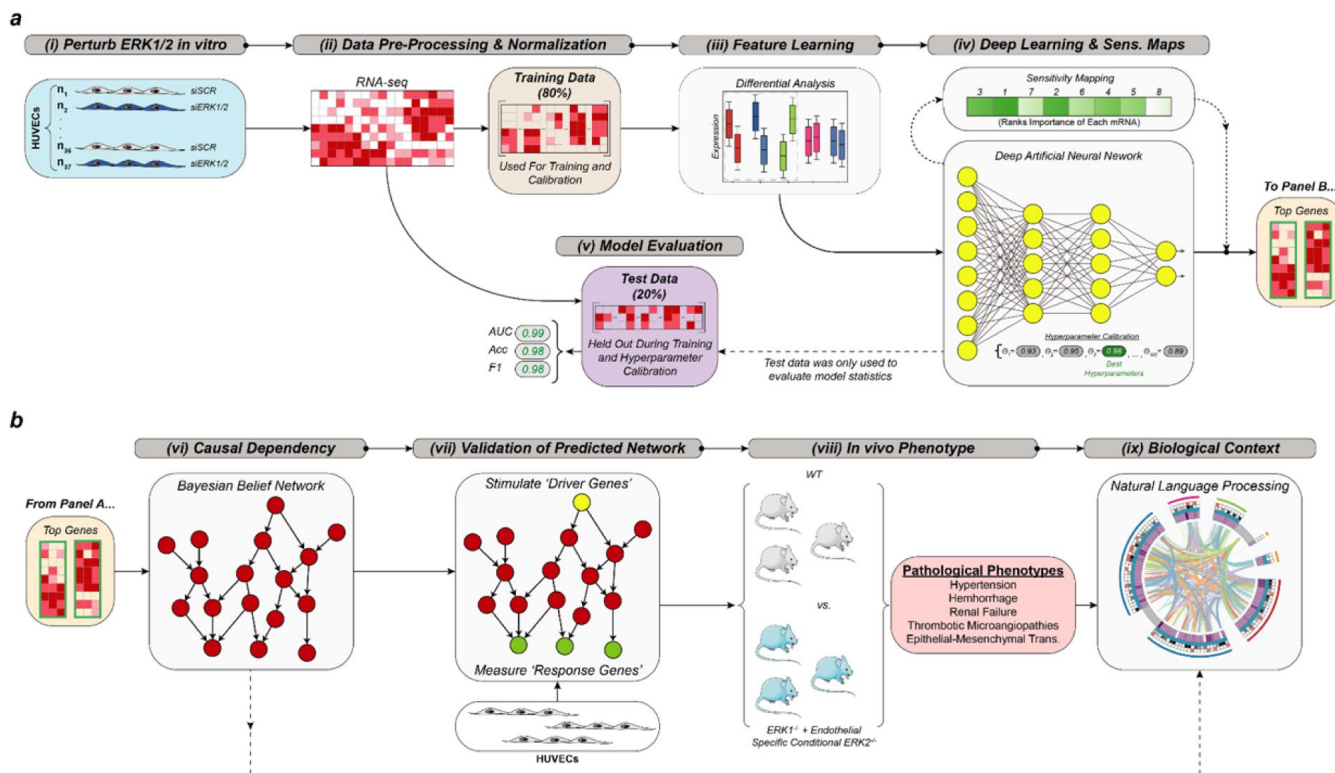 a
(i) Perturb ERK1/2 in vitro
(ii) Data Pre-Processing & Normalization
(iii) Feature Learning
(iv) Deep Learning & Sens. Maps
HUVECs
n1
siSCR
n2
siERK1/2
n36
siSCR
n37
siERK1/2
RNA-seq
Training Data
(80%)
Used For Training and
Calibration
Differential Analysis
Expression
Sensitivity Mapping
3 1 7 2 6 4 5 8
(Ranks Importance of Each mRNA)
Deep Artificial Neural Nework
Hyperparameter Calibration
0.93
0.95
0.98
0.89
Best
Hyperparameters
To Panel B...
Top Genes
(v) Model Evaluation
Test Data
(20%)
Held Out During Training
and Hyperparameter
Calibration
AUC 0.99
Acc 0.98
F1 0.98
Test data was only used to
evaluate model statistics
b
(vi) Causal Dependency
(vii) Validation of Predicted Network
(viii) In vivo Phenotype
(ix) Biological Context
From Panel A...
Top Genes
Bayesian Belief Network
Stimulate 'Driver Genes'
Measure 'Response Genes'
HUVECs
WT
vs.
ERK1-/- + Endothelial
Specific Conditional ERK2-/-
Pathological Phenotypes
Hypertension
Hemhorrhage
Renal Failure
Thrombotic Microangiopathies
Epithelial-Mesenchymal Trans.
Natural Language Processing